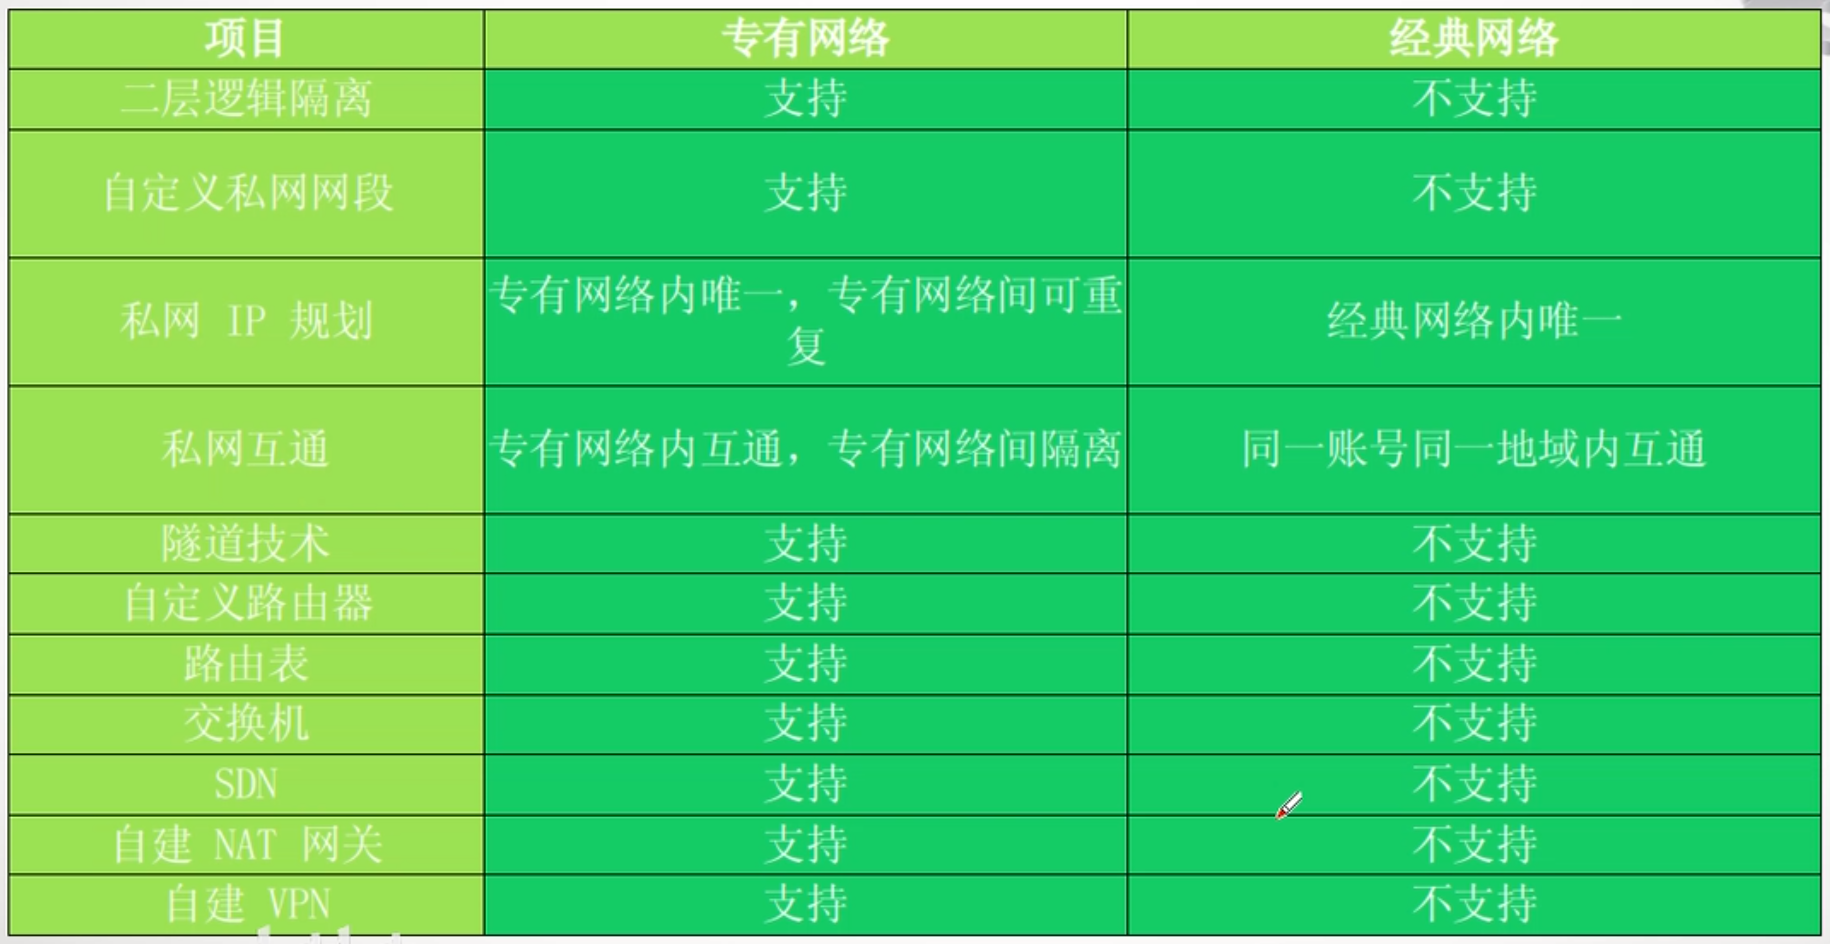 项目 专有网络 经典网络
二层逻辑隔离 支持 不支持
自定义私网网段 支持 不支持
私网 IP 规划 专有网络内唯一，专有网络间可重复 经典网络内唯一
私网互通 专有网络内互通，专有网络间隔离 同一账号同一地域内互通
隧道技术 支持 不支持
自定义路由器 支持 不支持
路由表 支持 不支持
交换机 支持 不支持
SDN 支持 不支持
自建 NAT 网关 支持 不支持
自建 VPN 支持 不支持